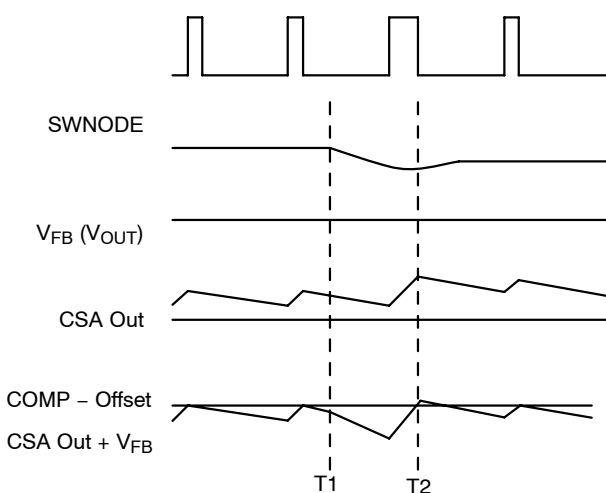 SWNODE
V_FB (V_OUT)
CSA Out
COMP – Offset
CSA Out + V_FB
T1 T2